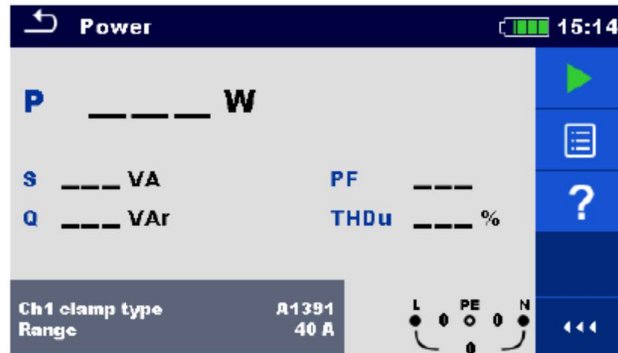 Power 15:14
P ___ W
S ___ VA PF ___
Q ___ VAr THDu ___ %
?
Ch1 clamp type A1391
Range 40 A
L PE N
0 0
0